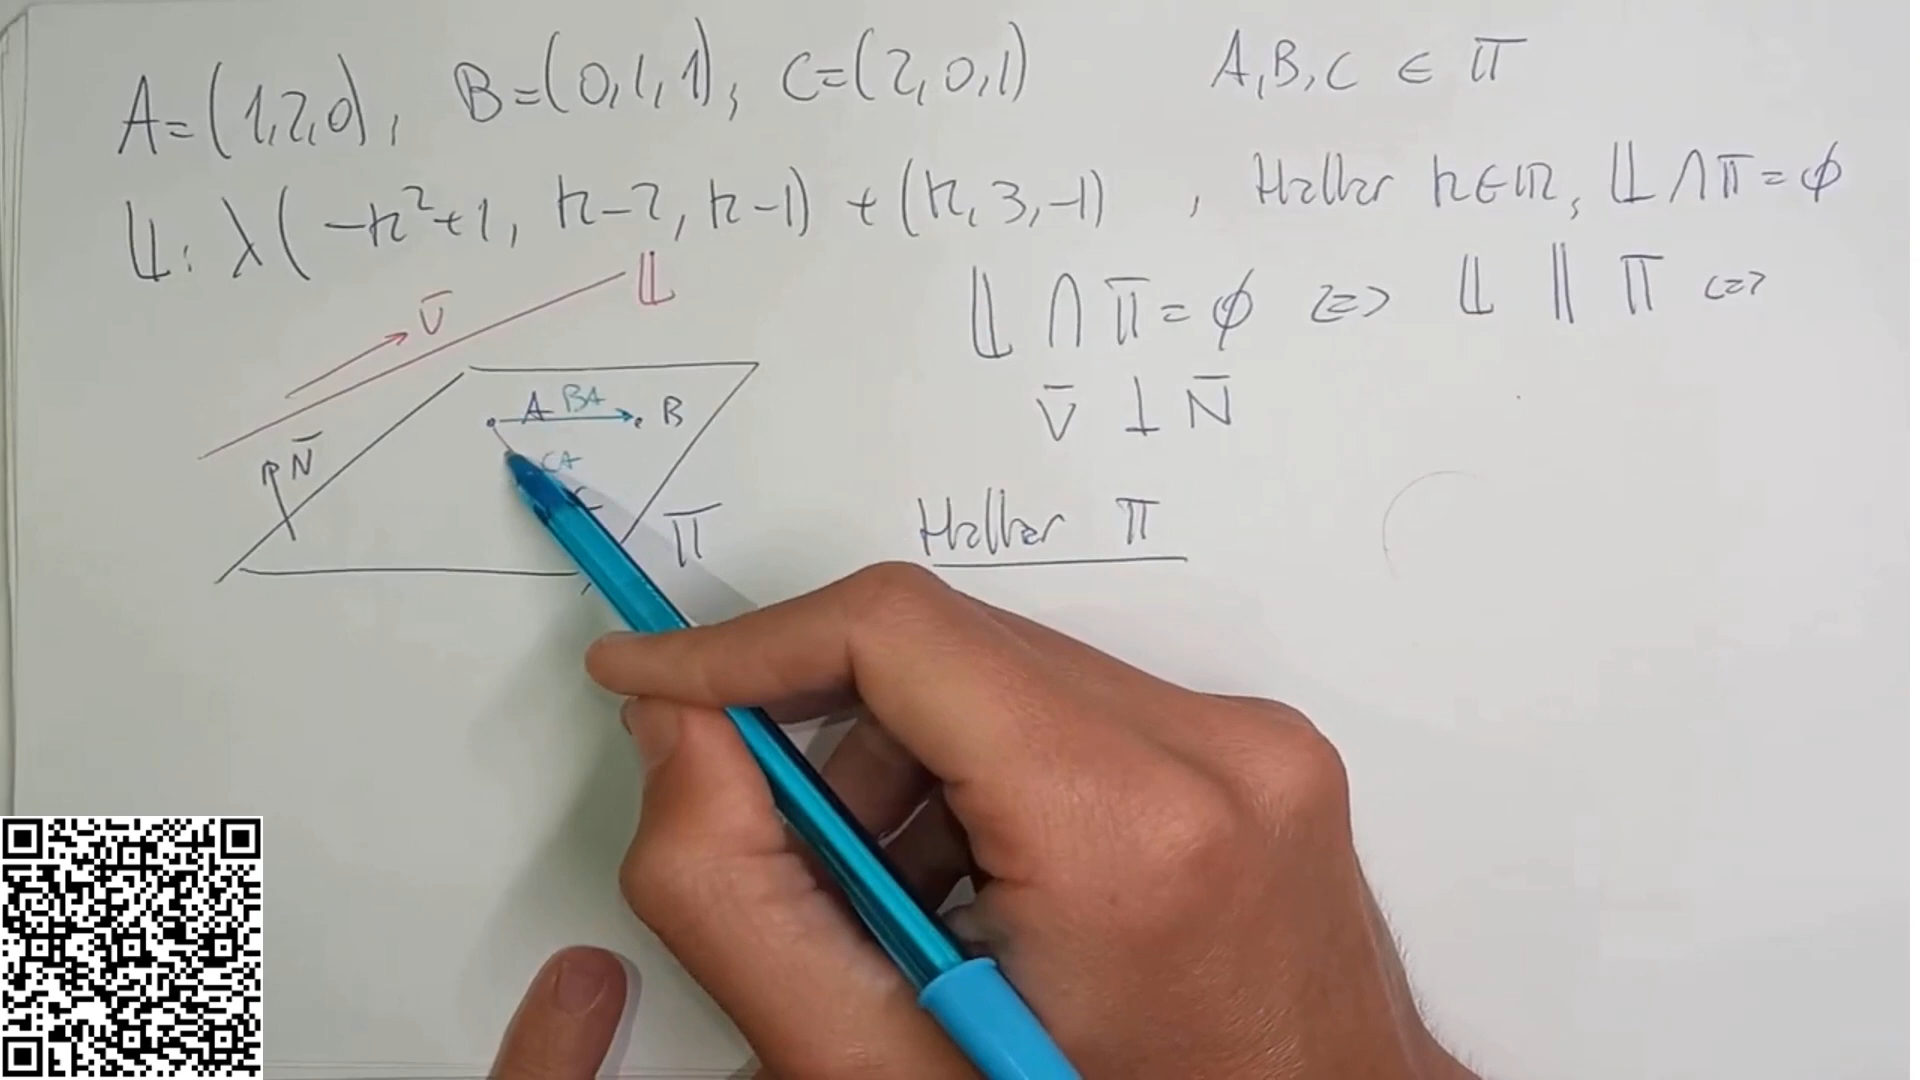 A=(1,2,0), B=(0,1,1), C=(2,0,1) A,B,C ∈ π
𝕃: λ(-k²+1, k-2, k-1) + (k,3,-1), Hallar k∈ℝ, 𝕃 ∩ π = ∅
𝕃 ∩ π = ∅ <=> 𝕃 ∥ π <=>
V̄ ⊥ N̄
Hallar π
𝕃
V̄
A BA B
N̄
CA
C
π